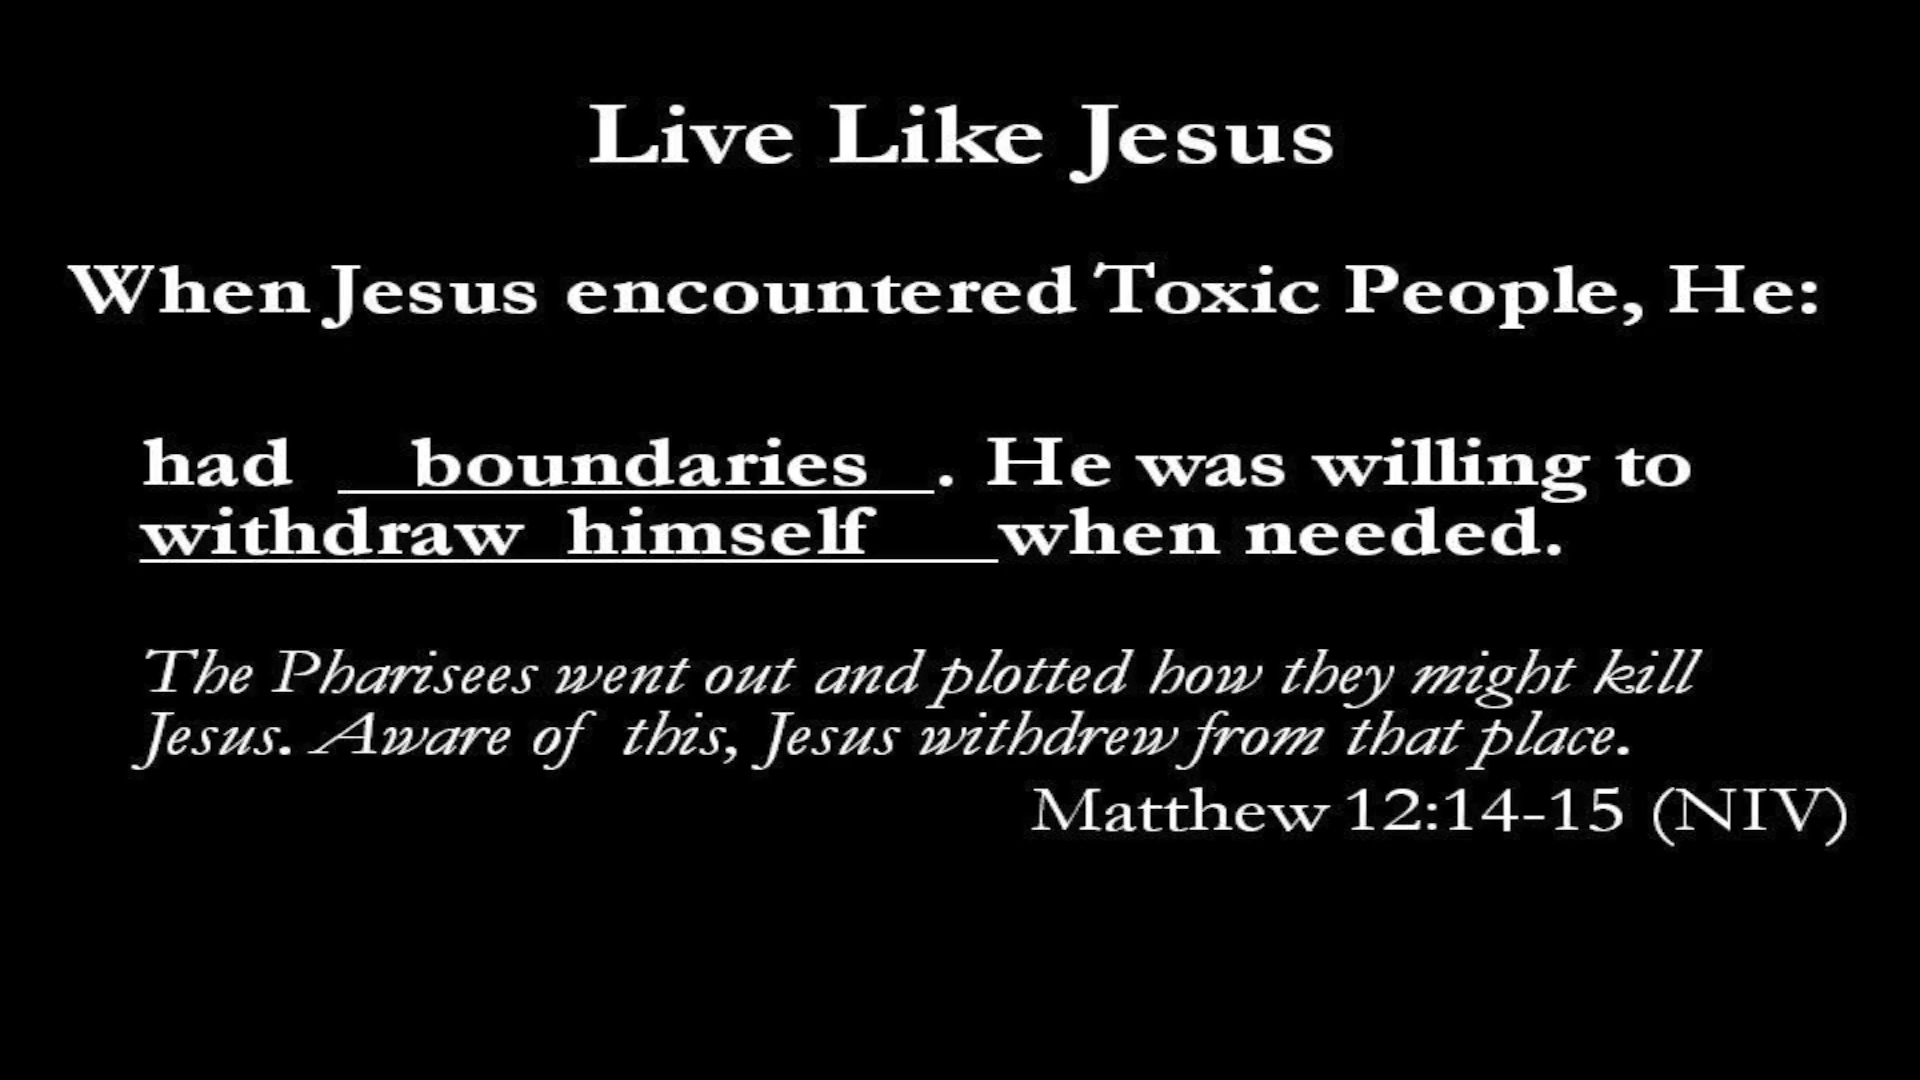 Live Like Jesus
When Jesus encountered Toxic People, He:
had __boundaries__. He was willing to
withdraw himself ___when needed.
The Pharisees went out and plotted how they might kill
Jesus. Aware of this, Jesus withdrew from that place.
Matthew 12:14-15 (NIV)